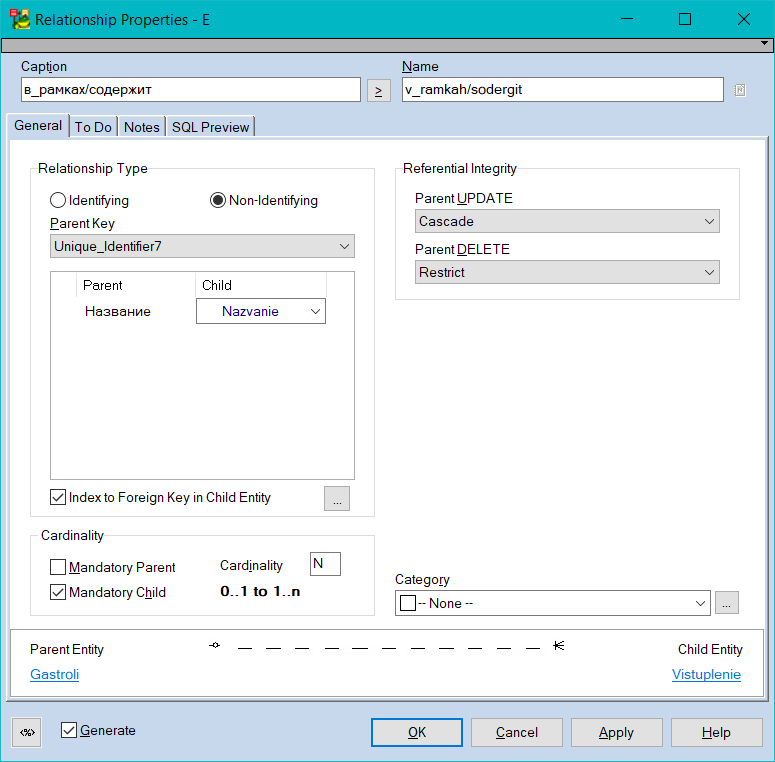 Relationship Properties - E
Caption
Name
в_рамках/содержит
>
v_ramkah/sodergit
General
To Do
Notes
SQL Preview
Relationship Type
Referential Integrity
Identifying
Non-Identifying
Parent UPDATE
Parent Key
Cascade
Unique_Identifier7
Parent DELETE
Restrict
Parent
Child
Название
Nazvanie
Index to Foreign Key in Child Entity
...
Cardinality
Mandatory Parent
Cardinality
N
Mandatory Child
0..1 to 1..n
Category
-- None --
...
Parent Entity
Child Entity
Gastroli
Vistuplenie
<%>
Generate
OK
Cancel
Apply
Help